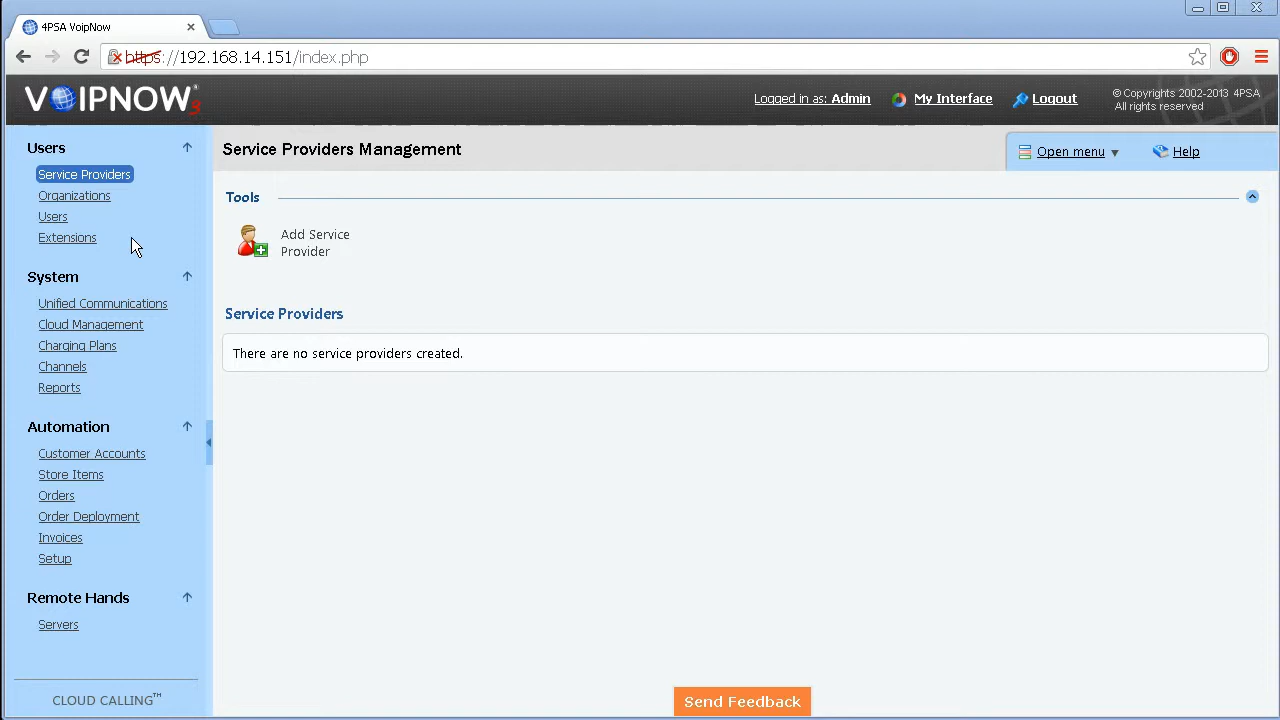 4PSA VoipNow
https://192.168.14.151/index.php
VOIPNOW® 3
Logged in as: Admin
My Interface
Logout
© Copyrights 2002-2013 4PSA.
All rights reserved
Users
Service Providers
Organizations
Users
Extensions
System
Unified Communications
Cloud Management
Charging Plans
Channels
Reports
Automation
Customer Accounts
Store Items
Orders
Order Deployment
Invoices
Setup
Remote Hands
Servers
CLOUD CALLING™
Service Providers Management
Open menu
Help
Tools
Add Service
Provider
Service Providers
There are no service providers created.
Send Feedback